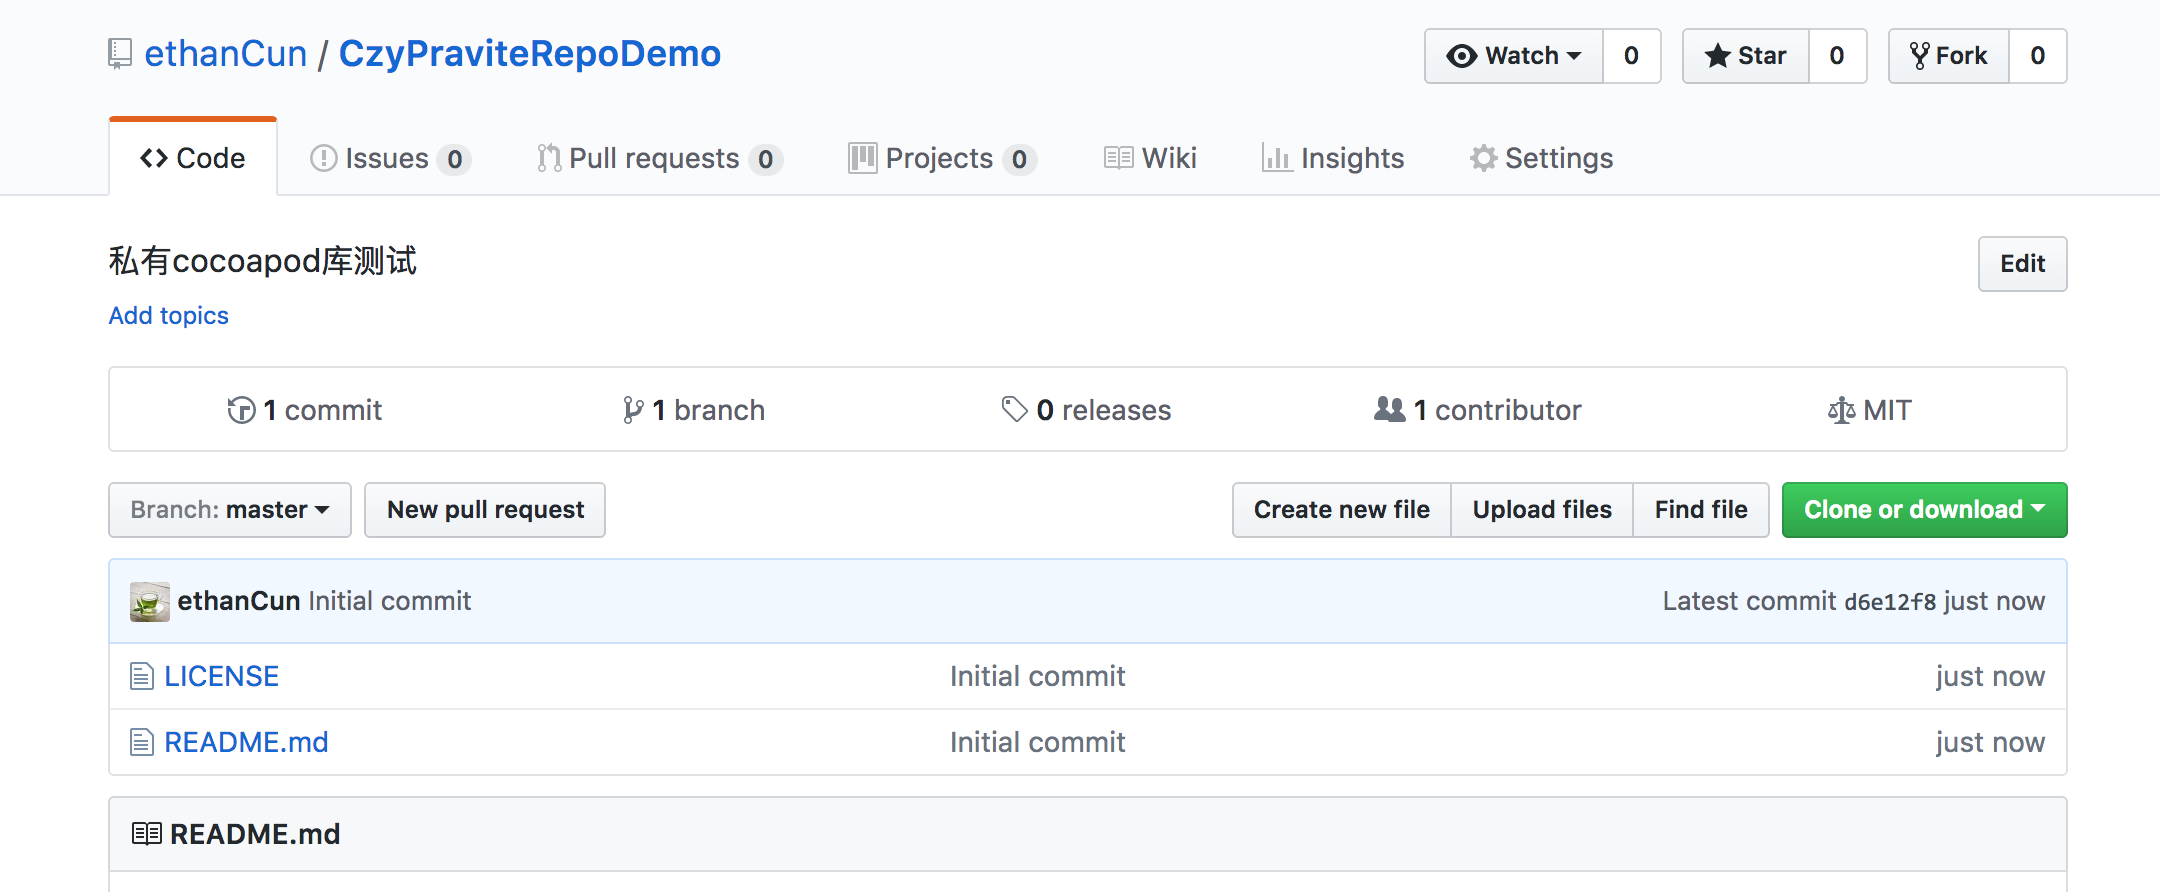 ethanCun / CzyPraviteRepoDemo Watch 0 Star 0 Fork 0
Code Issues 0 Pull requests 0 Projects 0 Wiki Insights Settings
私有cocoapod库测试 Edit
Add topics
1 commit 1 branch 0 releases 1 contributor MIT
Branch: master New pull request Create new file Upload files Find file Clone or download
ethanCun Initial commit Latest commit d6e12f8 just now
LICENSE Initial commit just now
README.md Initial commit just now
README.md